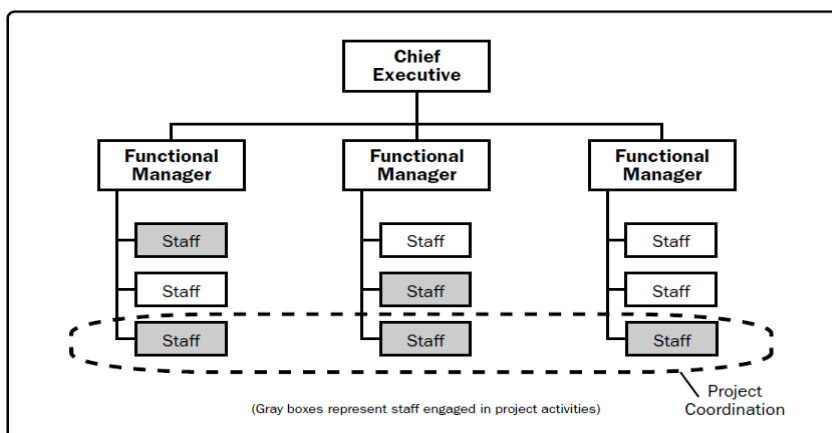 Chief
Executive
Functional
Manager
Functional
Manager
Functional
Manager
Staff
Staff
Staff
Staff
Staff
Staff
Staff
Staff
Staff
(Gray boxes represent staff engaged in project activities)
Project
Coordination